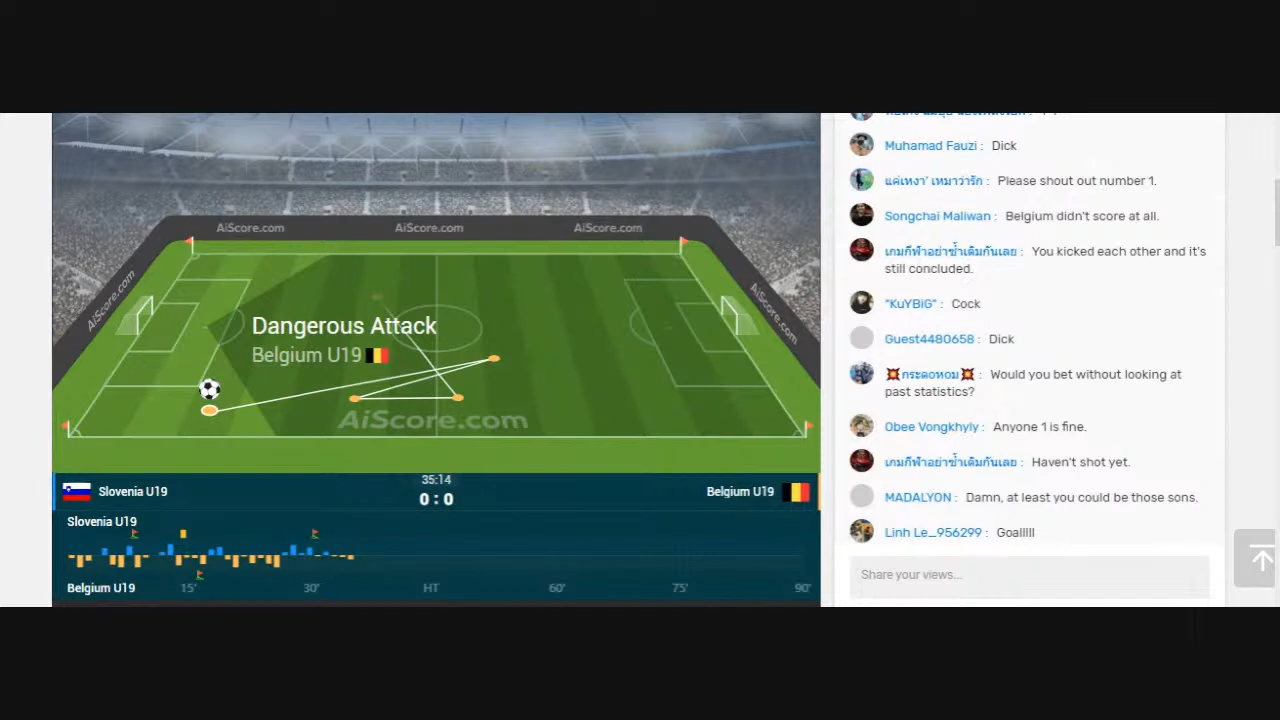 AiScore.com AiScore.com AiScore.com
AiScore.com
AiScore.com
Dangerous Attack
Belgium U19
AiScore.com
35:14
Slovenia U19
0 : 0
Belgium U19
Slovenia U19
Belgium U19 15' 30' HT 60' 75' 90'
Muhamad Fauzi : Dick
แค่เหงา' เหมาว่ารัก : Please shout out number 1.
Songchai Maliwan : Belgium didn't score at all.
เกมกีฬาอย่าซ้ำเติมกันเลย : You kicked each other and it's
still concluded.
"KuYBiG" : Cock
Guest4480658 : Dick
💥กระดอหอม💥 : Would you bet without looking at
past statistics?
Obee Vongkhyly : Anyone 1 is fine.
เกมกีฬาอย่าซ้ำเติมกันเลย : Haven't shot yet.
MADALYON : Damn, at least you could be those sons.
Linh Le_956299 : Goalllll
Share your views...